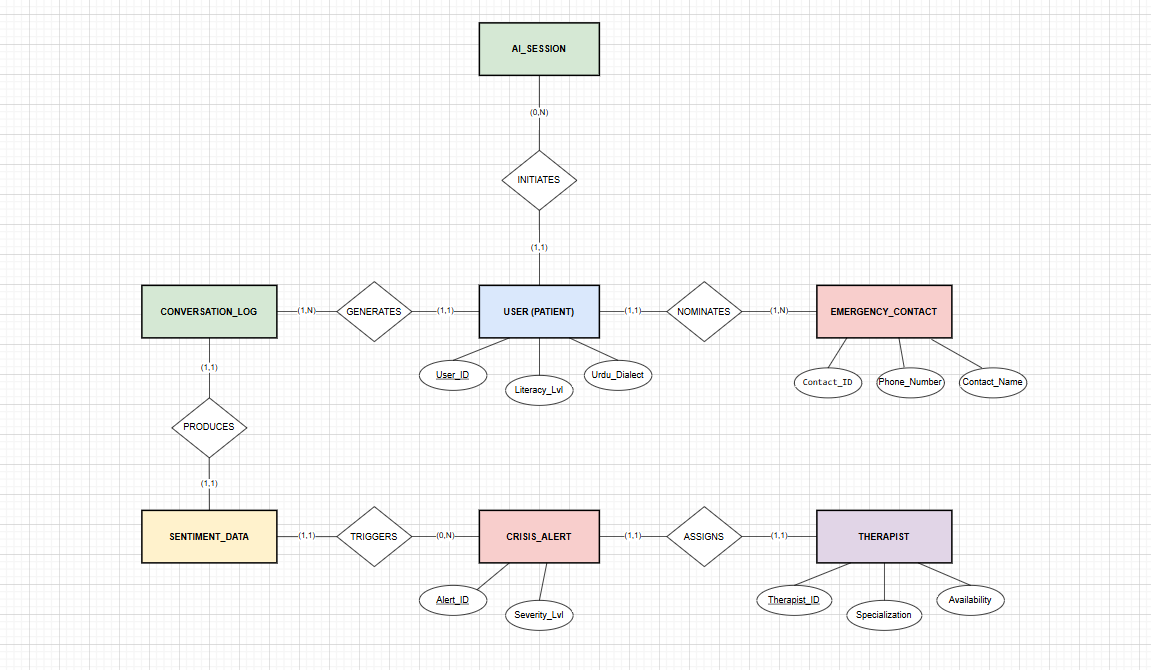 AI_SESSION
(0,N)
INITIATES
(1,1)
CONVERSATION_LOG
(1,N)
GENERATES
(1,1)
USER (PATIENT)
(1,1)
NOMINATES
(1,N)
EMERGENCY_CONTACT
User_ID
Literacy_Lvl
Urdu_Dialect
Contact_ID
Phone_Number
Contact_Name
(1,1)
PRODUCES
(1,1)
SENTIMENT_DATA
(1,1)
TRIGGERS
(0,N)
CRISIS_ALERT
(1,1)
ASSIGNS
(1,1)
THERAPIST
Alert_ID
Severity_Lvl
Therapist_ID
Specialization
Availability